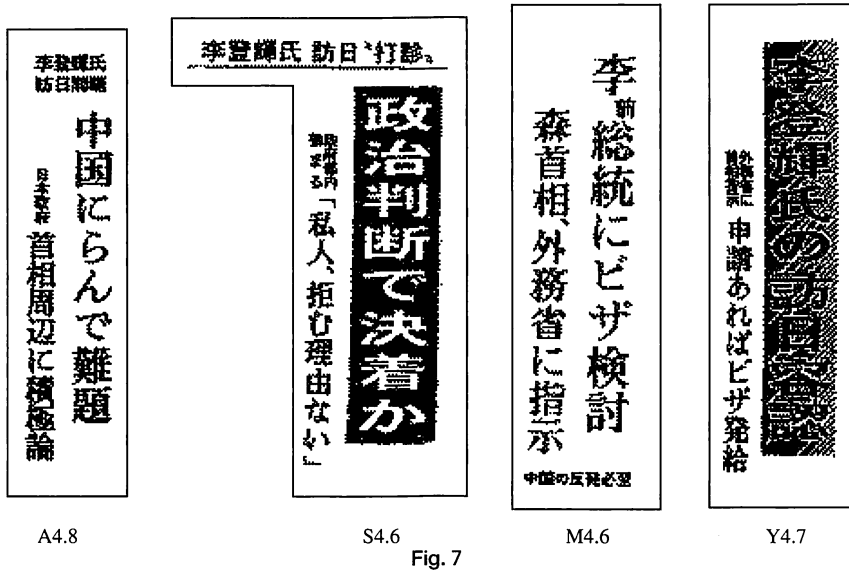 李登輝氏
訪日
中国にらんで難題
日本政府
首相周辺に積極論
A4.8
李登輝氏 訪日〝打診〟
政治判断で決着か
政府部内
強まる
「私人、拒む理由ない」
S4.6
李前総統にビザ検討
森首相、外務省に指示
中国の反発必至
M4.6
李登輝氏の訪日容認
外務省に
首相指示
申請あればビザ発給
Y4.7
Fig. 7